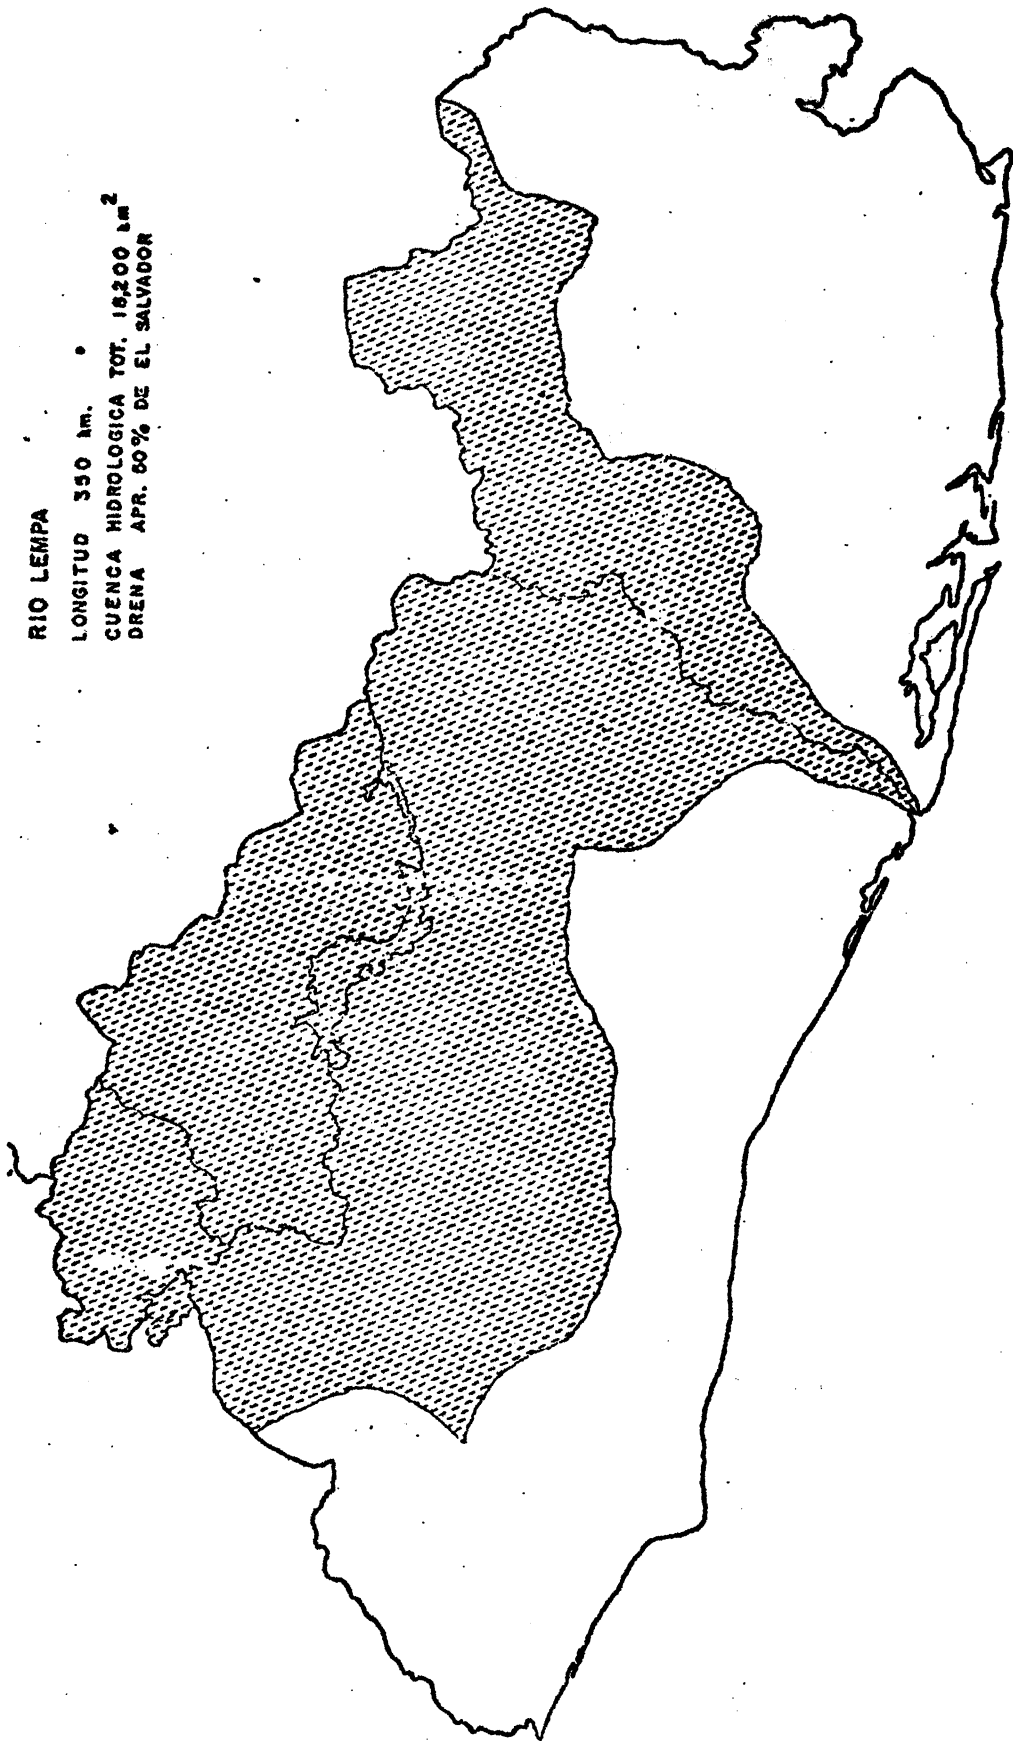 RIO LEMPA
LONGITUD 350 km.
CUENCA HIDROLOGICA TOT. 18,200 km²
DRENA APR. 50% DE EL SALVADOR